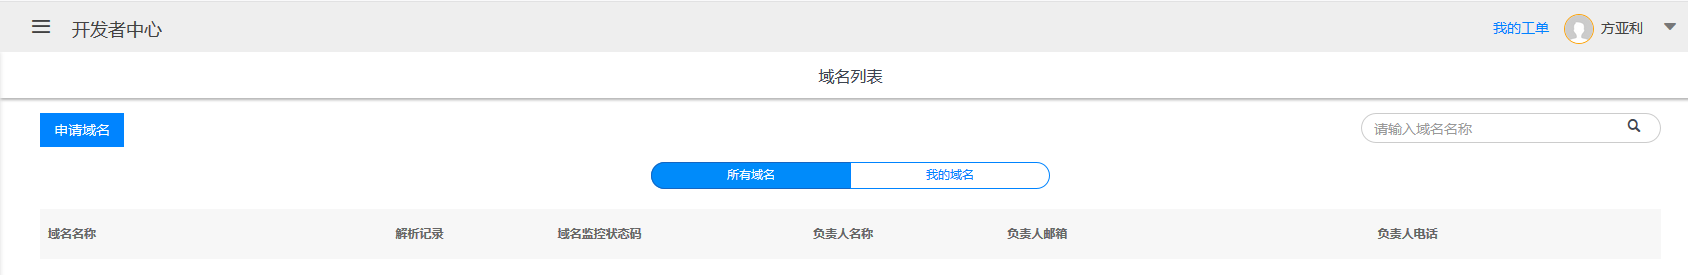 开发者中心 我的工单 方亚利
域名列表
申请域名 请输入域名名称
所有域名 我的域名
域名名称 解析记录 域名监控状态码 负责人名称 负责人邮箱 负责人电话